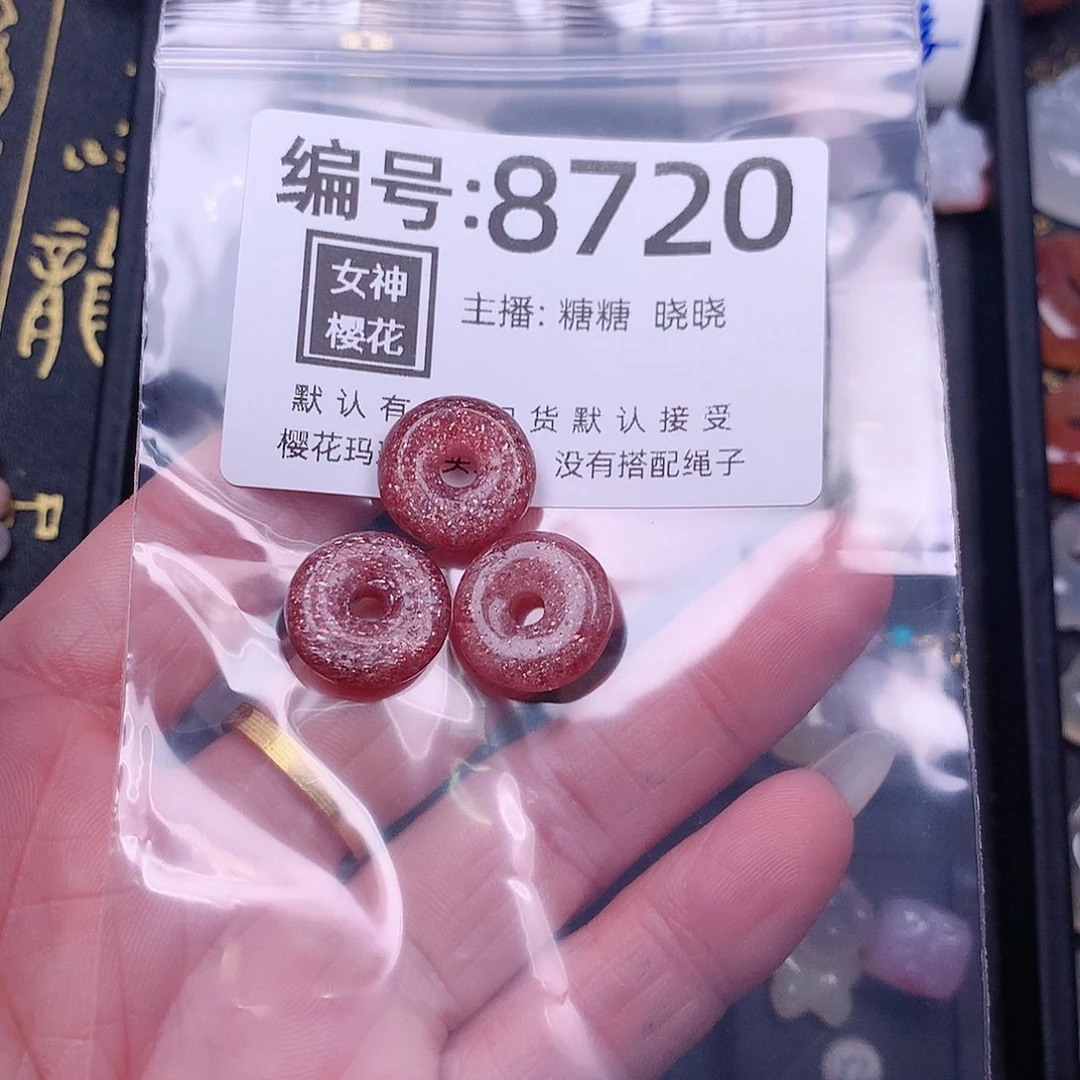 编号:8720
女神
樱花
主播: 糖糖 晓晓
默认有 货默认接受
樱花玛 没有搭配绳子
龍